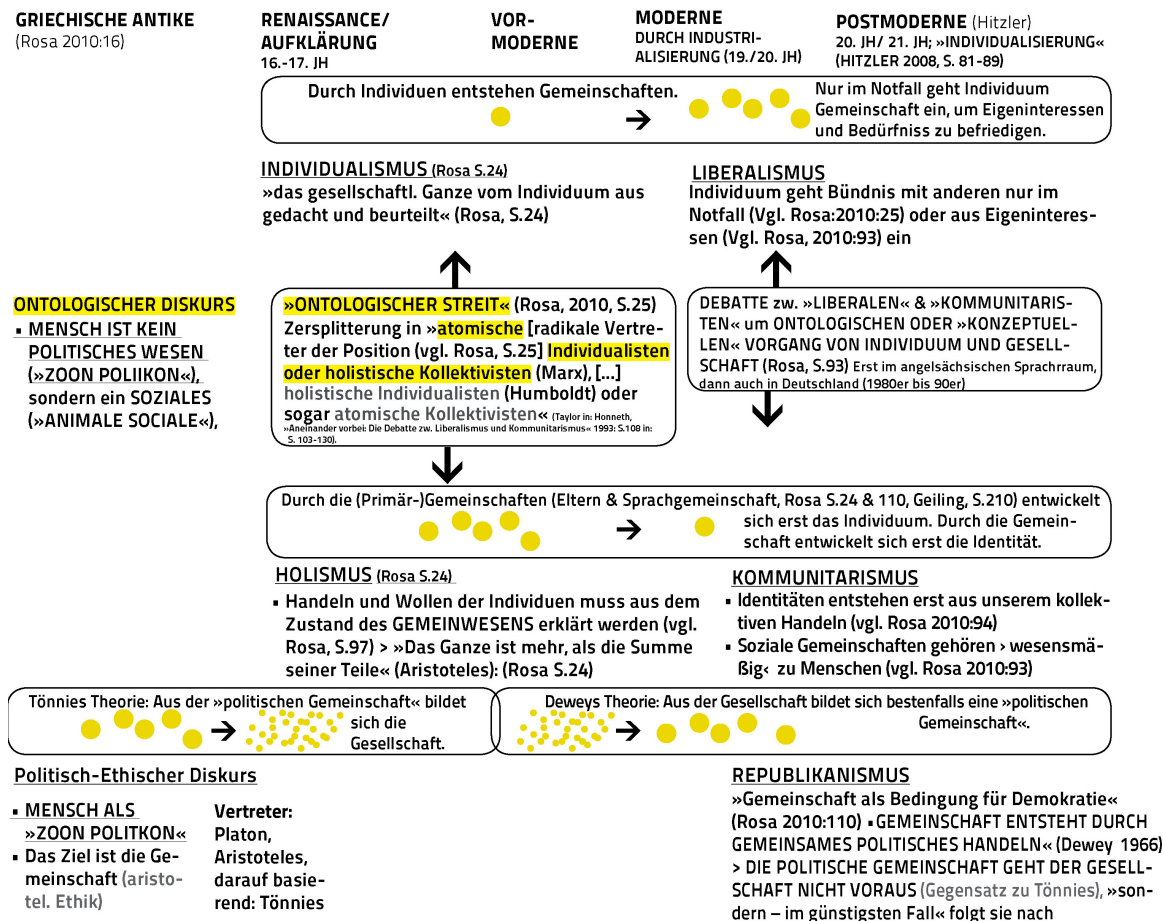 GRIECHISCHE ANTIKE
(Rosa 2010:16)
RENAISSANCE/
AUFKLÄRUNG
16.-17. JH
VOR-
MODERNE
MODERNE
DURCH INDUSTRI-
ALISIERUNG (19./20. JH)
POSTMODERNE (Hitzler)
20. JH/ 21. JH; »INDIVIDUALISIERUNG«
(HITZLER 2008, S. 81-89)
Durch Individuen entstehen Gemeinschaften.
Nur im Notfall geht Individuum
Gemeinschaft ein, um Eigeninteressen
und Bedürfniss zu befriedigen.
INDIVIDUALISMUS (Rosa S.24)
»das gesellschaftl. Ganze vom Individuum aus
gedacht und beurteilt« (Rosa, S.24)
LIBERALISMUS
Individuum geht Bündnis mit anderen nur im
Notfall (Vgl. Rosa:2010:25) oder aus Eigeninteres-
sen (Vgl. Rosa, 2010:93) ein
ONTOLOGISCHER DISKURS
▪ MENSCH IST KEIN
POLITISCHES WESEN
(»ZOON POLIIKON«),
sondern ein SOZIALES
(»ANIMALE SOCIALE«),
»ONTOLOGISCHER STREIT« (Rosa, 2010, S.25)
Zersplitterung in »atomische [radikale Vertre-
ter der Position (vgl. Rosa, S.25] Individualisten
oder holistische Kollektivisten (Marx), [...]
holistische Individualisten (Humboldt) oder
sogar atomische Kollektivisten« (Taylor in: Honneth,
»Aneinander vorbei: Die Debatte zw. Liberalismus und Kommunitarismus« 1993: S.108 in:
S. 103-130).
DEBATTE zw. »LIBERALEN« & »KOMMUNITARIS-
TEN« um ONTOLOGISCHEN ODER »KONZEPTUEL-
LEN« VORGANG VON INDIVIDUUM UND GESELL-
SCHAFT (Rosa, S.93) Erst im angelsächsischen Sprachrraum,
dann auch in Deutschland (1980er bis 90er)
Durch die (Primär-)Gemeinschaften (Eltern & Sprachgemeinschaft, Rosa S.24 & 110, Geiling, S.210) entwickelt
sich erst das Individuum. Durch die Gemein-
schaft entwickelt sich erst die Identität.
HOLISMUS (Rosa S.24)
▪ Handeln und Wollen der Individuen muss aus dem
Zustand des GEMEINWESENS erklärt werden (vgl.
Rosa, S.97) > »Das Ganze ist mehr, als die Summe
seiner Teile« (Aristoteles): (Rosa S.24)
KOMMUNITARISMUS
▪ Identitäten entstehen erst aus unserem kollek-
tiven Handeln (vgl. Rosa 2010:94)
▪ Soziale Gemeinschaften gehören › wesensmä-
ßig‹ zu Menschen (vgl. Rosa 2010:93)
Tönnies Theorie: Aus der »politischen Gemeinschaft« bildet
sich die
Gesellschaft.
Deweys Theorie: Aus der Gesellschaft bildet sich bestenfalls eine »politischen
Gemeinschaft«.
Politisch-Ethischer Diskurs
▪ MENSCH ALS
»ZOON POLITKON«
▪ Das Ziel ist die Ge-
meinschaft (aristo-
tel. Ethik)
Vertreter:
Platon,
Aristoteles,
darauf basie-
rend: Tönnies
REPUBLIKANISMUS
»Gemeinschaft als Bedingung für Demokratie«
(Rosa 2010:110) ▪ GEMEINSCHAFT ENTSTEHT DURCH
GEMEINSAMES POLITISCHES HANDELN« (Dewey 1966)
> DIE POLITISCHE GEMEINSCHAFT GEHT DER GESELL-
SCHAFT NICHT VORAUS (Gegensatz zu Tönnies), »son-
dern – im günstigsten Fall« folgt sie nach